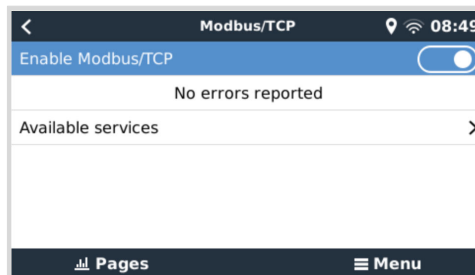 Modbus/TCP 08:49
Enable Modbus/TCP
No errors reported
Available services
Pages Menu